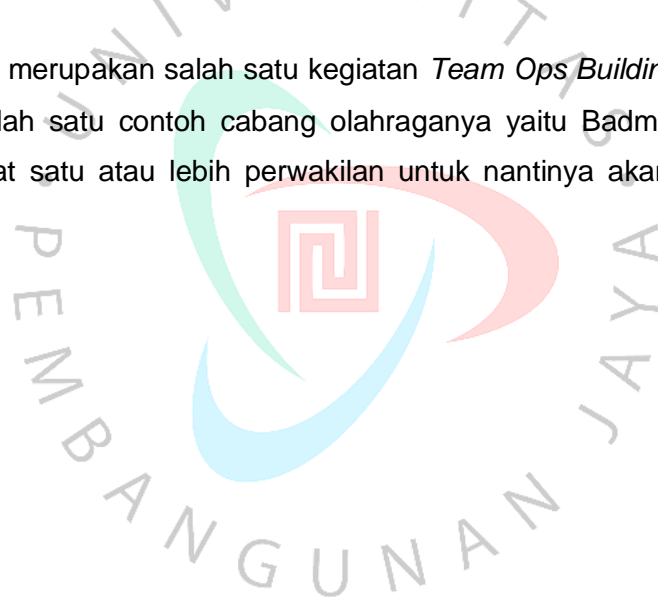 merupakan salah satu kegiatan Team Ops Buildin
lah satu contoh cabang olahraganya yaitu Badm
at satu atau lebih perwakilan untuk nantinya akan
PEMBANGUNAN JAYA